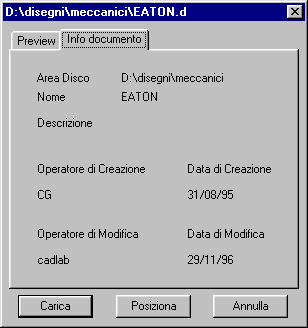 D:\disegni\meccanici\EATON.d
Preview Info documento
Area Disco D:\disegni\meccanici
Nome EATON
Descrizione
Operatore di Creazione Data di Creazione
CG 31/08/95
Operatore di Modifica Data di Modifica
cadlab 29/11/96
Carica Posiziona Annulla